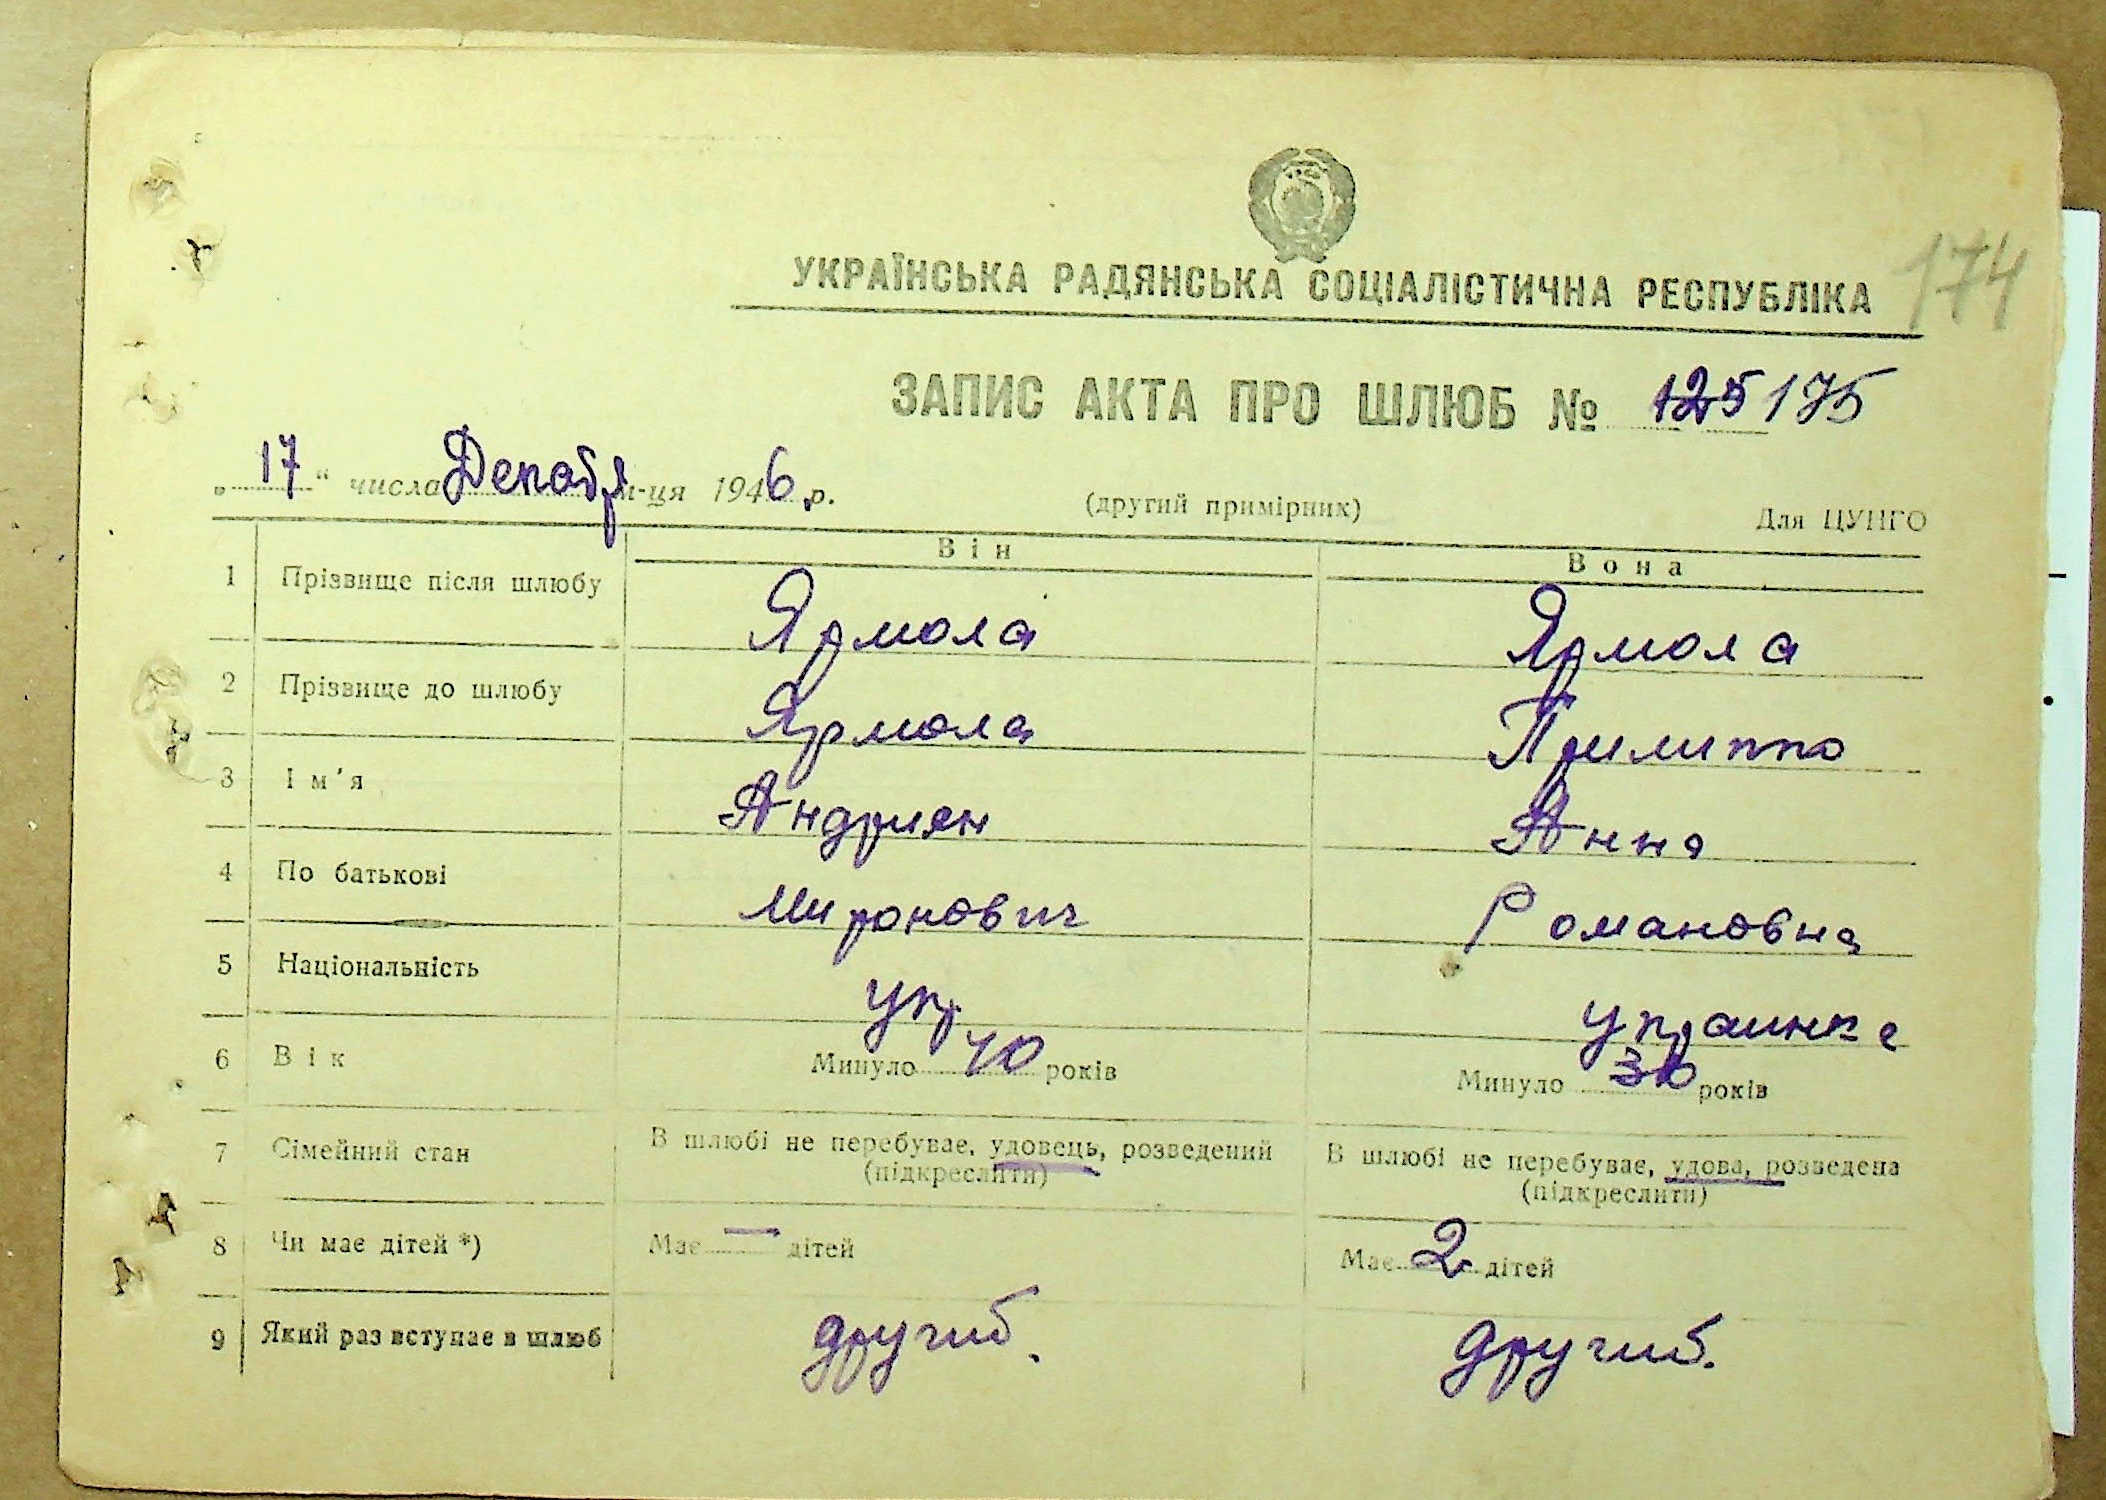 174
УКРАЇНСЬКА РАДЯНСЬКА СОЦІАЛІСТИЧНА РЕСПУБЛІКА
ЗАПИС АКТА ПРО ШЛЮБ № 125 175
„17“ числа Декабр м-ця 1946 р.
(другий примірних)
Для ЦУНГО
Він Вона
1 Прізвище після шлюбу Ярмола Ярмола
2 Прізвище до шлюбу Ярмола Прилипко
3 Ім'я Андриян Анна
4 По батькові Миронович Романовна
5 Національність укр украинка
6 Вік Минуло 40 років Минуло 30 років
7 Сімейний стан В шлюбі не перебуває, удовець, розведений В шлюбі не перебуває, удова, розведена
(підкреслити) (підкреслити)
8 Чи має дітей *) Має — дітей Має 2 дітей
9 Який раз вступає в шлюб другий. другий.